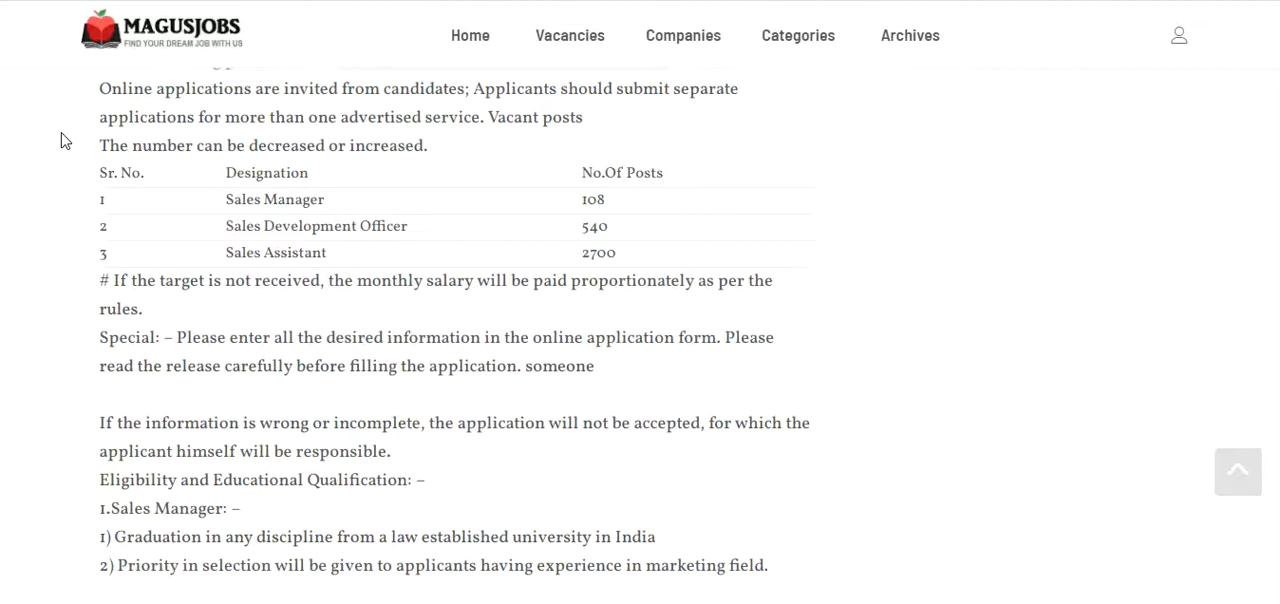 MAGUSJOBS
FIND YOUR DREAM JOB WITH US
Home Vacancies Companies Categories Archives
Online applications are invited from candidates; Applicants should submit separate
applications for more than one advertised service. Vacant posts
The number can be decreased or increased.
Sr. No. Designation No.Of Posts
1 Sales Manager 108
2 Sales Development Officer 540
3 Sales Assistant 2700
# If the target is not received, the monthly salary will be paid proportionately as per the
rules.
Special: – Please enter all the desired information in the online application form. Please
read the release carefully before filling the application. someone
If the information is wrong or incomplete, the application will not be accepted, for which the
applicant himself will be responsible.
Eligibility and Educational Qualification: –
1.Sales Manager: –
1) Graduation in any discipline from a law established university in India
2) Priority in selection will be given to applicants having experience in marketing field.